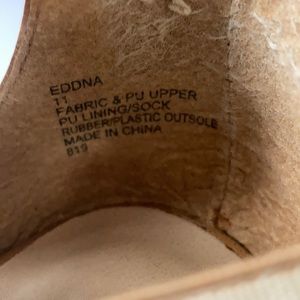 EDDNA
11
FABRIC & PU UPPER
PU LINING/SOCK
RUBBER/PLASTIC OUTSOLE
MADE IN CHINA
819